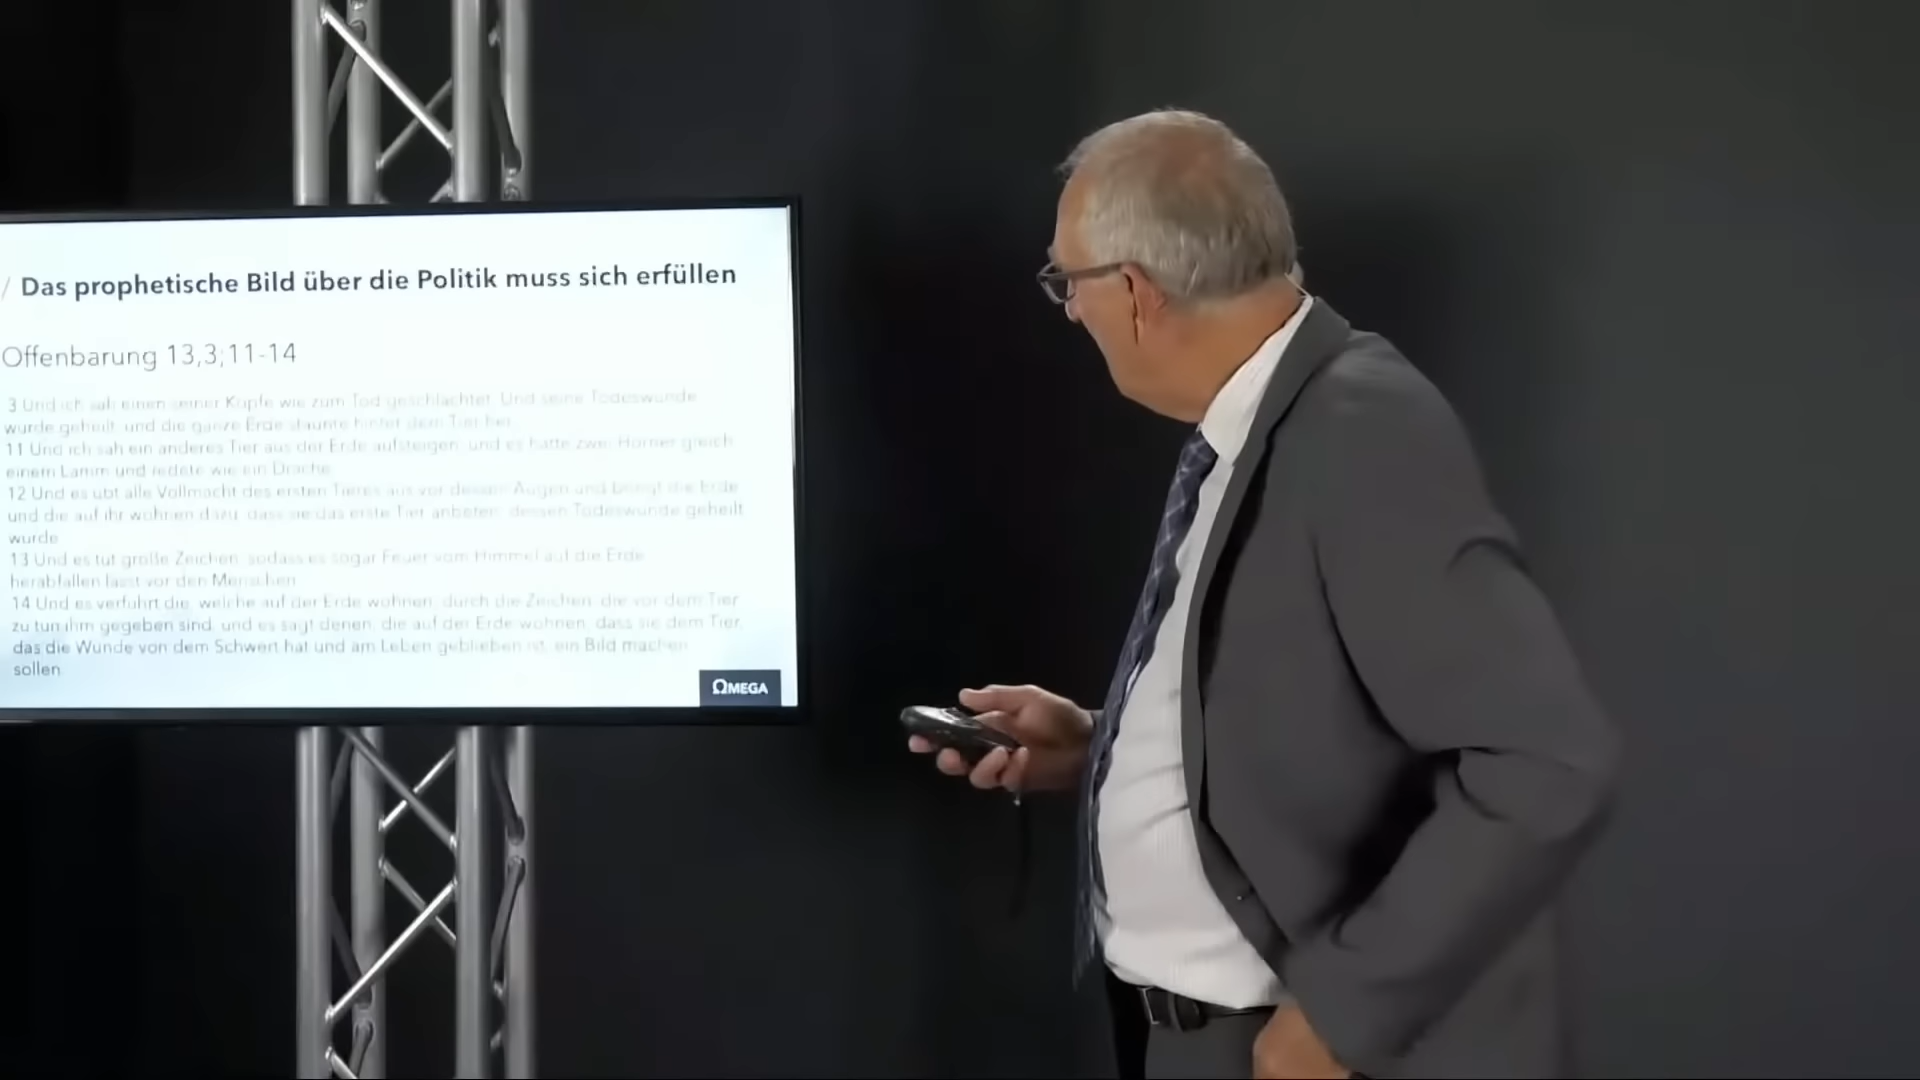 / Das prophetische Bild über die Politik muss sich erfüllen
Offenbarung 13,3;11-14
3 Und ich sah einen seiner Köpfe wie zum Tod geschlachtet. Und seine Todeswunde
wurde geheilt, und die ganze Erde staunte hinter dem Tier her.
11 Und ich sah ein anderes Tier aus der Erde aufsteigen, und es hatte zwei Hörner gleich
einem Lamm und redete wie ein Drache.
12 Und es übt alle Vollmacht des ersten Tieres aus vor dessen Augen und bringt die Erde
und die auf ihr wohnen dazu, dass sie das erste Tier anbeten, dessen Todeswunde geheilt
wurde
13 Und es tut große Zeichen, sodass es sogar Feuer vom Himmel auf die Erde
herabfallen lässt vor den Menschen
14 Und es verführt die, welche auf der Erde wohnen, durch die Zeichen, die vor dem Tier
zu tun ihm gegeben sind, und es sagt denen, die auf der Erde wohnen, dass sie dem Tier,
das die Wunde von dem Schwert hat und am Leben geblieben ist, ein Bild machen
sollen
ΩMEGA